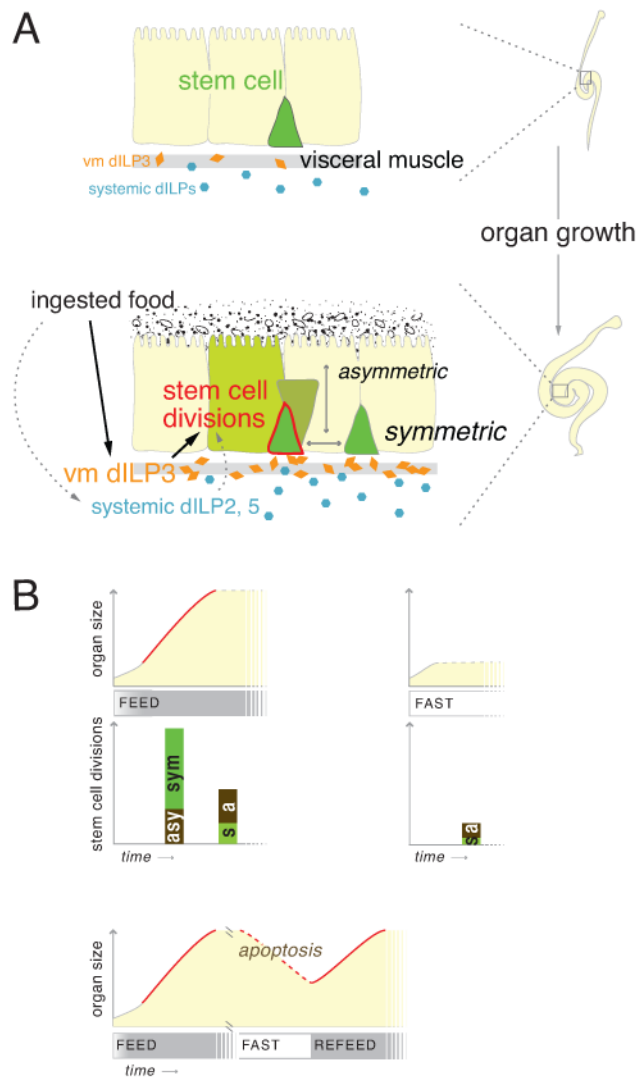 A
stem cell
vm dILP3
visceral muscle
systemic dILPs
organ growth
ingested food
asymmetric
stem cell
divisions
symmetric
vm dILP3
systemic dILP2, 5
B
organ size
FEED
FAST
stem cell divisions
asy sym
s a
s a
time →
time →
organ size
apoptosis
FEED
FAST
REFEED
time →